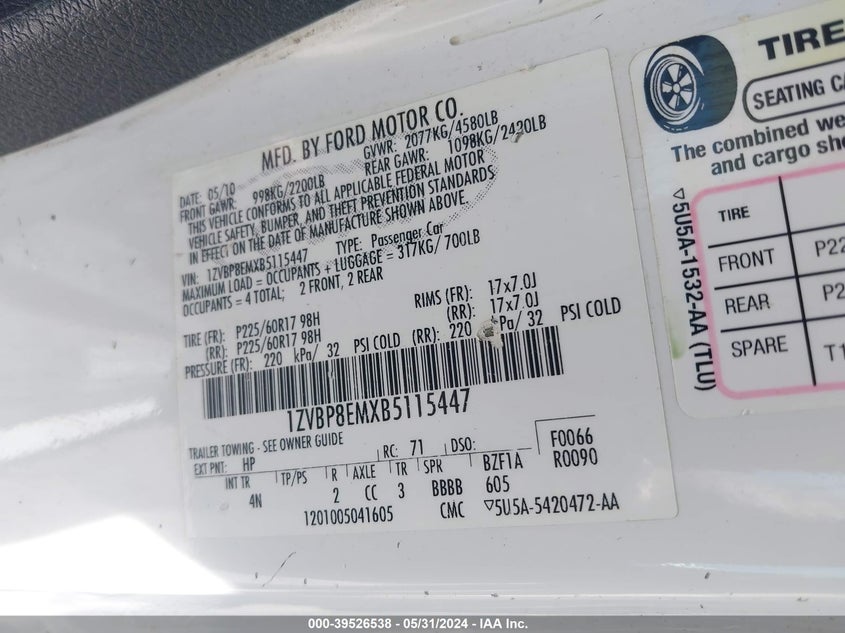 MFD. BY FORD MOTOR CO.
DATE: 05/10 GVWR: 2077KG/4580LB
FRONT GAWR: 998KG/2200LB REAR GAWR: 1098KG/2420LB
THIS VEHICLE CONFORMS TO ALL APPLICABLE FEDERAL MOTOR
VEHICLE SAFETY, BUMPER, AND THEFT PREVENTION STANDARDS
IN EFFECT ON THE DATE OF MANUFACTURE SHOWN ABOVE.
VIN: 1ZVBP8EMXB5115447 TYPE: Passenger Car
MAXIMUM LOAD = OCCUPANTS + LUGGAGE = 317KG/ 700LB
OCCUPANTS = 4 TOTAL; 2 FRONT, 2 REAR
TIRE (FR): P225/60R17 98H RIMS (FR): 17x7.0J
(RR): P225/60R17 98H (RR): 17x7.0J
PRESSURE (FR): 220 kPa/ 32 PSI COLD (RR): 220 kPa/ 32 PSI COLD
1ZVBP8EMXB5115447
TRAILER TOWING - SEE OWNER GUIDE
EXT PNT: HP RC: 71 DSO: F0066
INT TR TP/PS R AXLE TR SPR BZF1A R0090
4N 2 CC 3 BBBB 605
1201005041605 CMC ▽5U5A-5420472-AA
TIRE
SEATING CA
The combined we
and cargo sho
TIRE
FRONT P22
REAR P2
SPARE T1
▽5U5A-1532-AA (TLU)
000-39526538 - 05/31/2024 - IAA Inc.